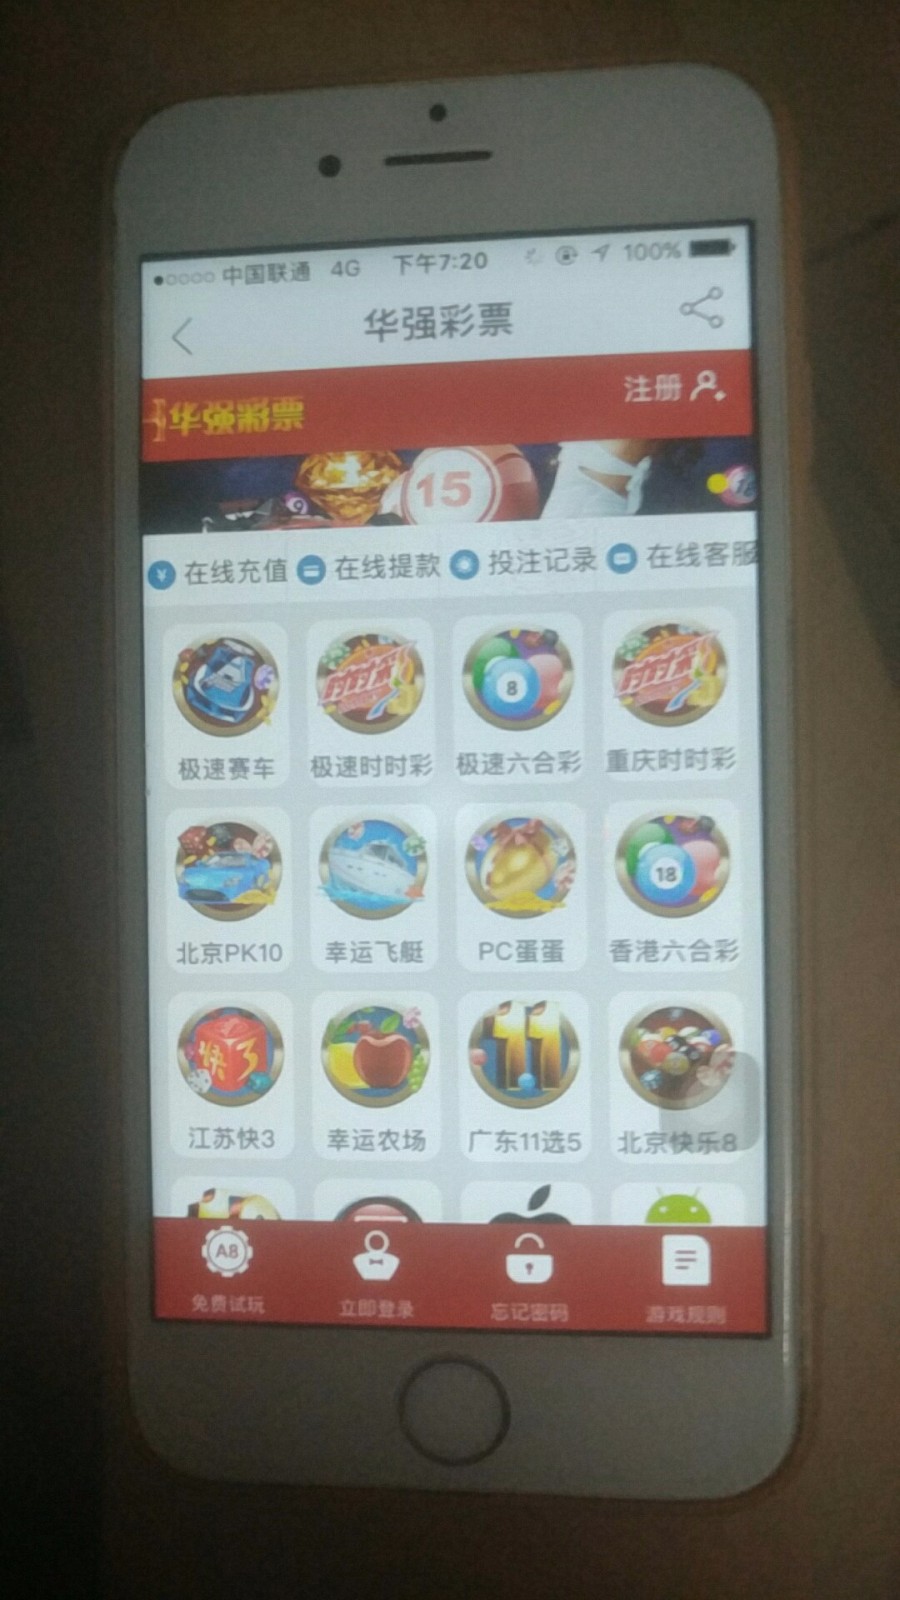 中国联通 4G 下午7:20 100%
华强彩票
华强彩票 注册
15
9
在线充值 在线提款 投注记录 在线客服
8
极速赛车 极速时时彩 极速六合彩 重庆时时彩
18
北京PK10 幸运飞艇 PC蛋蛋 香港六合彩
快3 11
江苏快3 幸运农场 广东11选5 北京快乐8
A8
免费试玩 立即登录 忘记密码 游戏规则